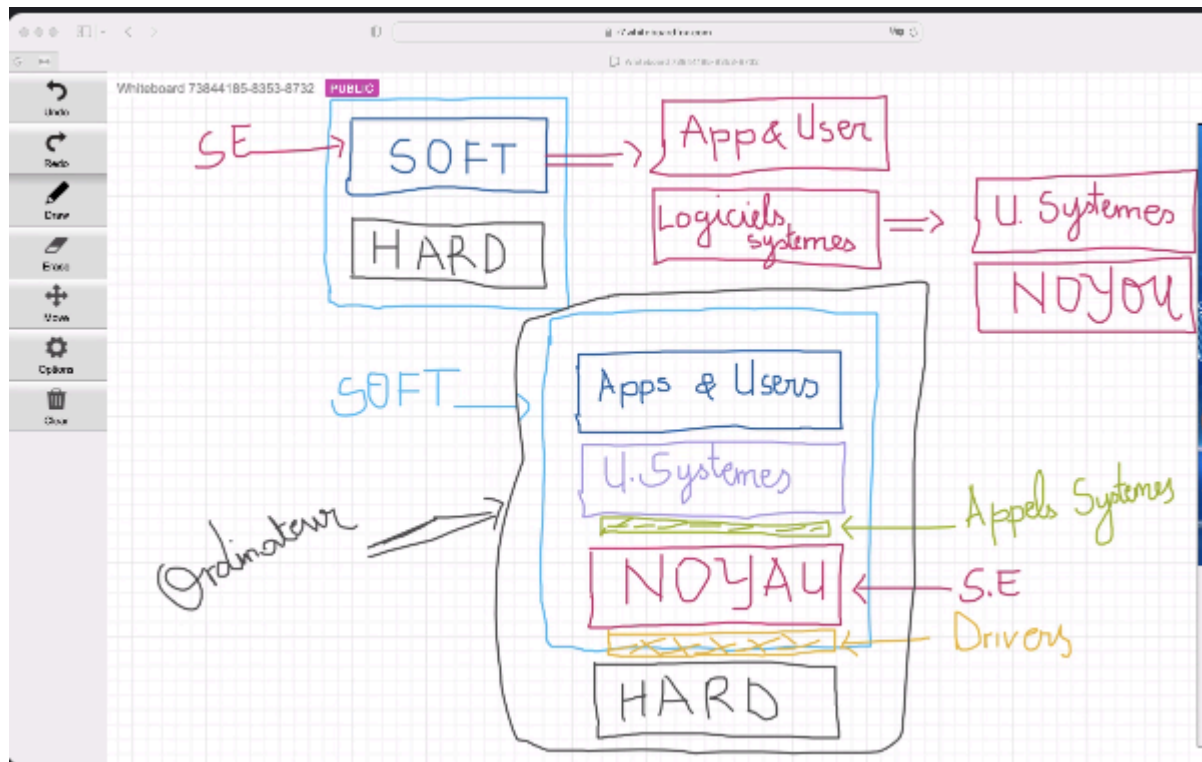 Whiteboard 73844185-8353-8732 PUBLIC
Undo
Redo
Draw
Erase
Move
Options
Clear
SE
SOFT
App & User
HARD
Logiciels
systemes
U. Systemes
NOYOU
SOFT
Apps & Users
U. Systemes
Appels Systemes
Ordinateur
NOYAU
S.E
Drivers
HARD